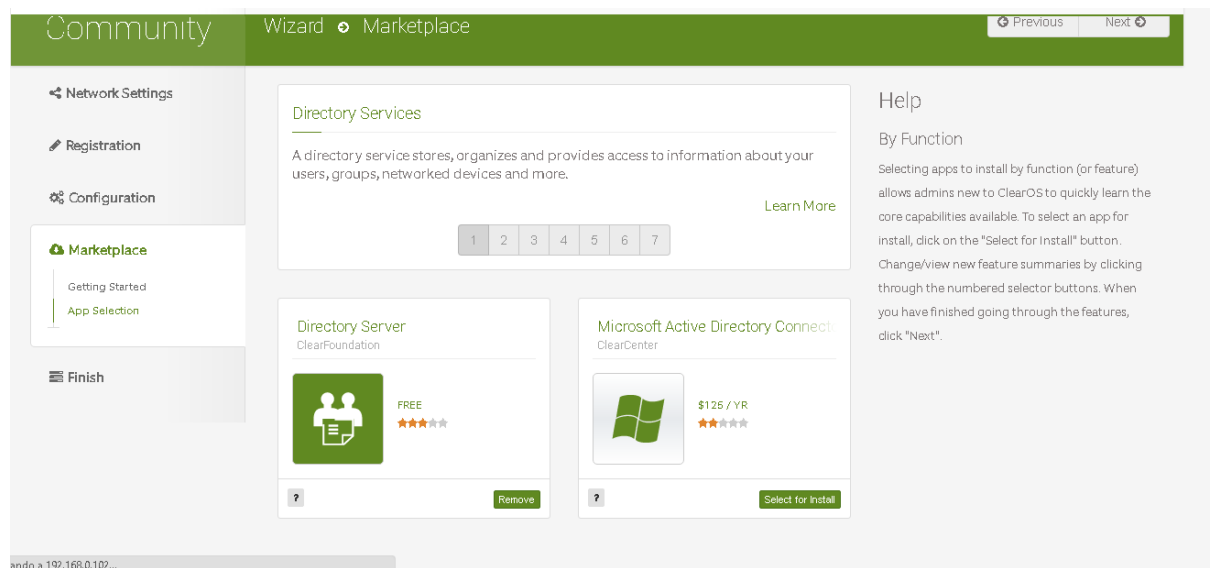 Community
Wizard Marketplace
Previous Next
Network Settings
Registration
Configuration
Marketplace
Getting Started
App Selection
Finish
Directory Services
A directory service stores, organizes and provides access to information about your
users, groups, networked devices and more.
Learn More
1 2 3 4 5 6 7
Directory Server
ClearFoundation
FREE
?
Remove
Microsoft Active Directory Connect
ClearCenter
$125 / YR
?
Select for Install
Help
By Function
Selecting apps to install by function (or feature)
allows admins new to ClearOS to quickly learn the
core capabilities available. To select an app for
install, click on the "Select for Install" button.
Change/view new feature summaries by clicking
through the numbered selector buttons. When
you have finished going through the features,
click "Next".
ando a 192.168.0.102...